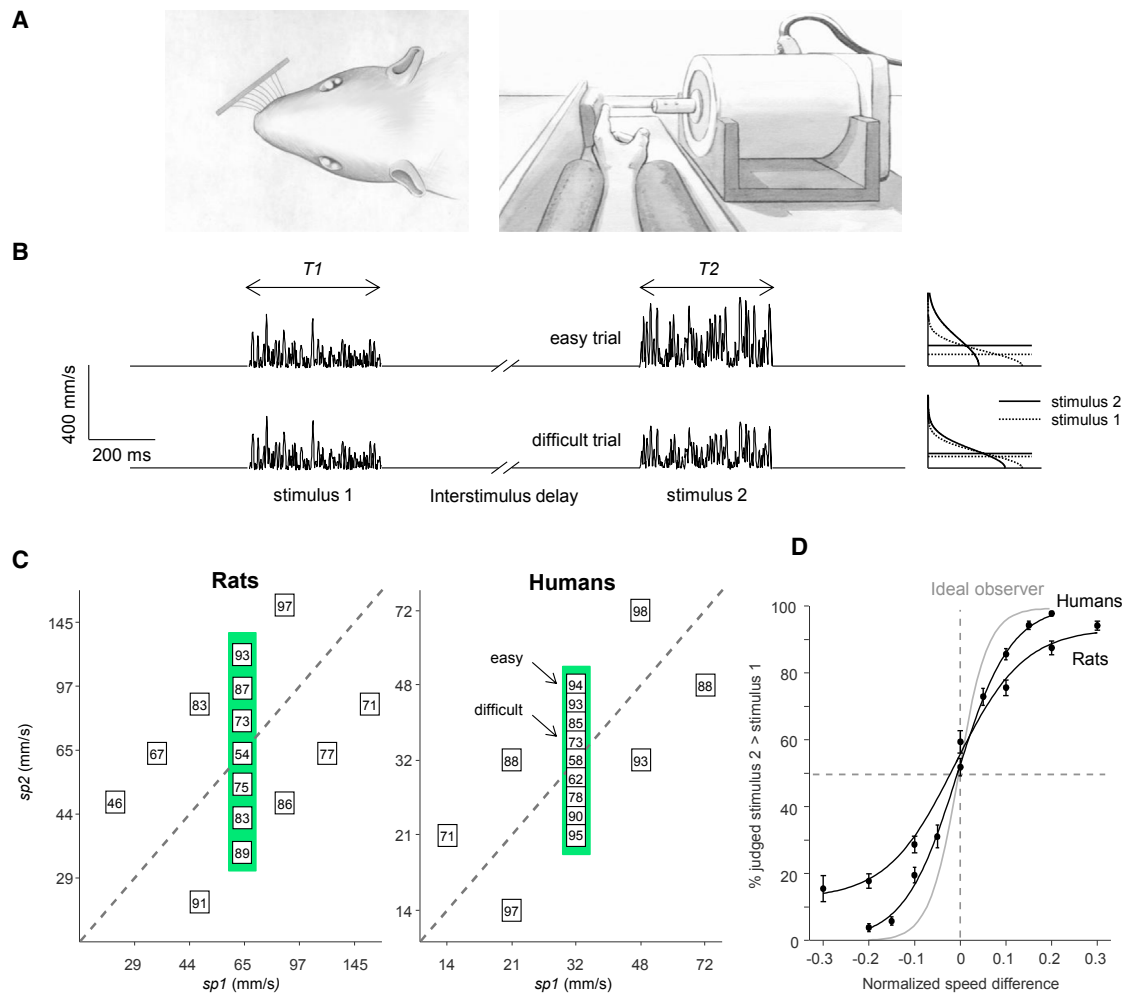 A
B
T1
T2
easy trial
400 mm/s
difficult trial
stimulus 2
stimulus 1
200 ms
stimulus 1
Interstimulus delay
stimulus 2
C
Rats
sp2 (mm/s)
145
97
65
44
29
97
93
87
83
73
71
67
54
77
75
46
86
83
89
91
29
44
65
97
145
sp1 (mm/s)
Humans
72
48
32
21
14
easy
difficult
98
94
88
93
85
73
88
58
93
62
78
90
71
95
97
14
21
32
48
72
sp1 (mm/s)
D
Ideal observer
Humans
Rats
% judged stimulus 2 > stimulus 1
100
80
60
40
20
0
-0.3
-0.2
-0.1
0
0.1
0.2
0.3
Normalized speed difference